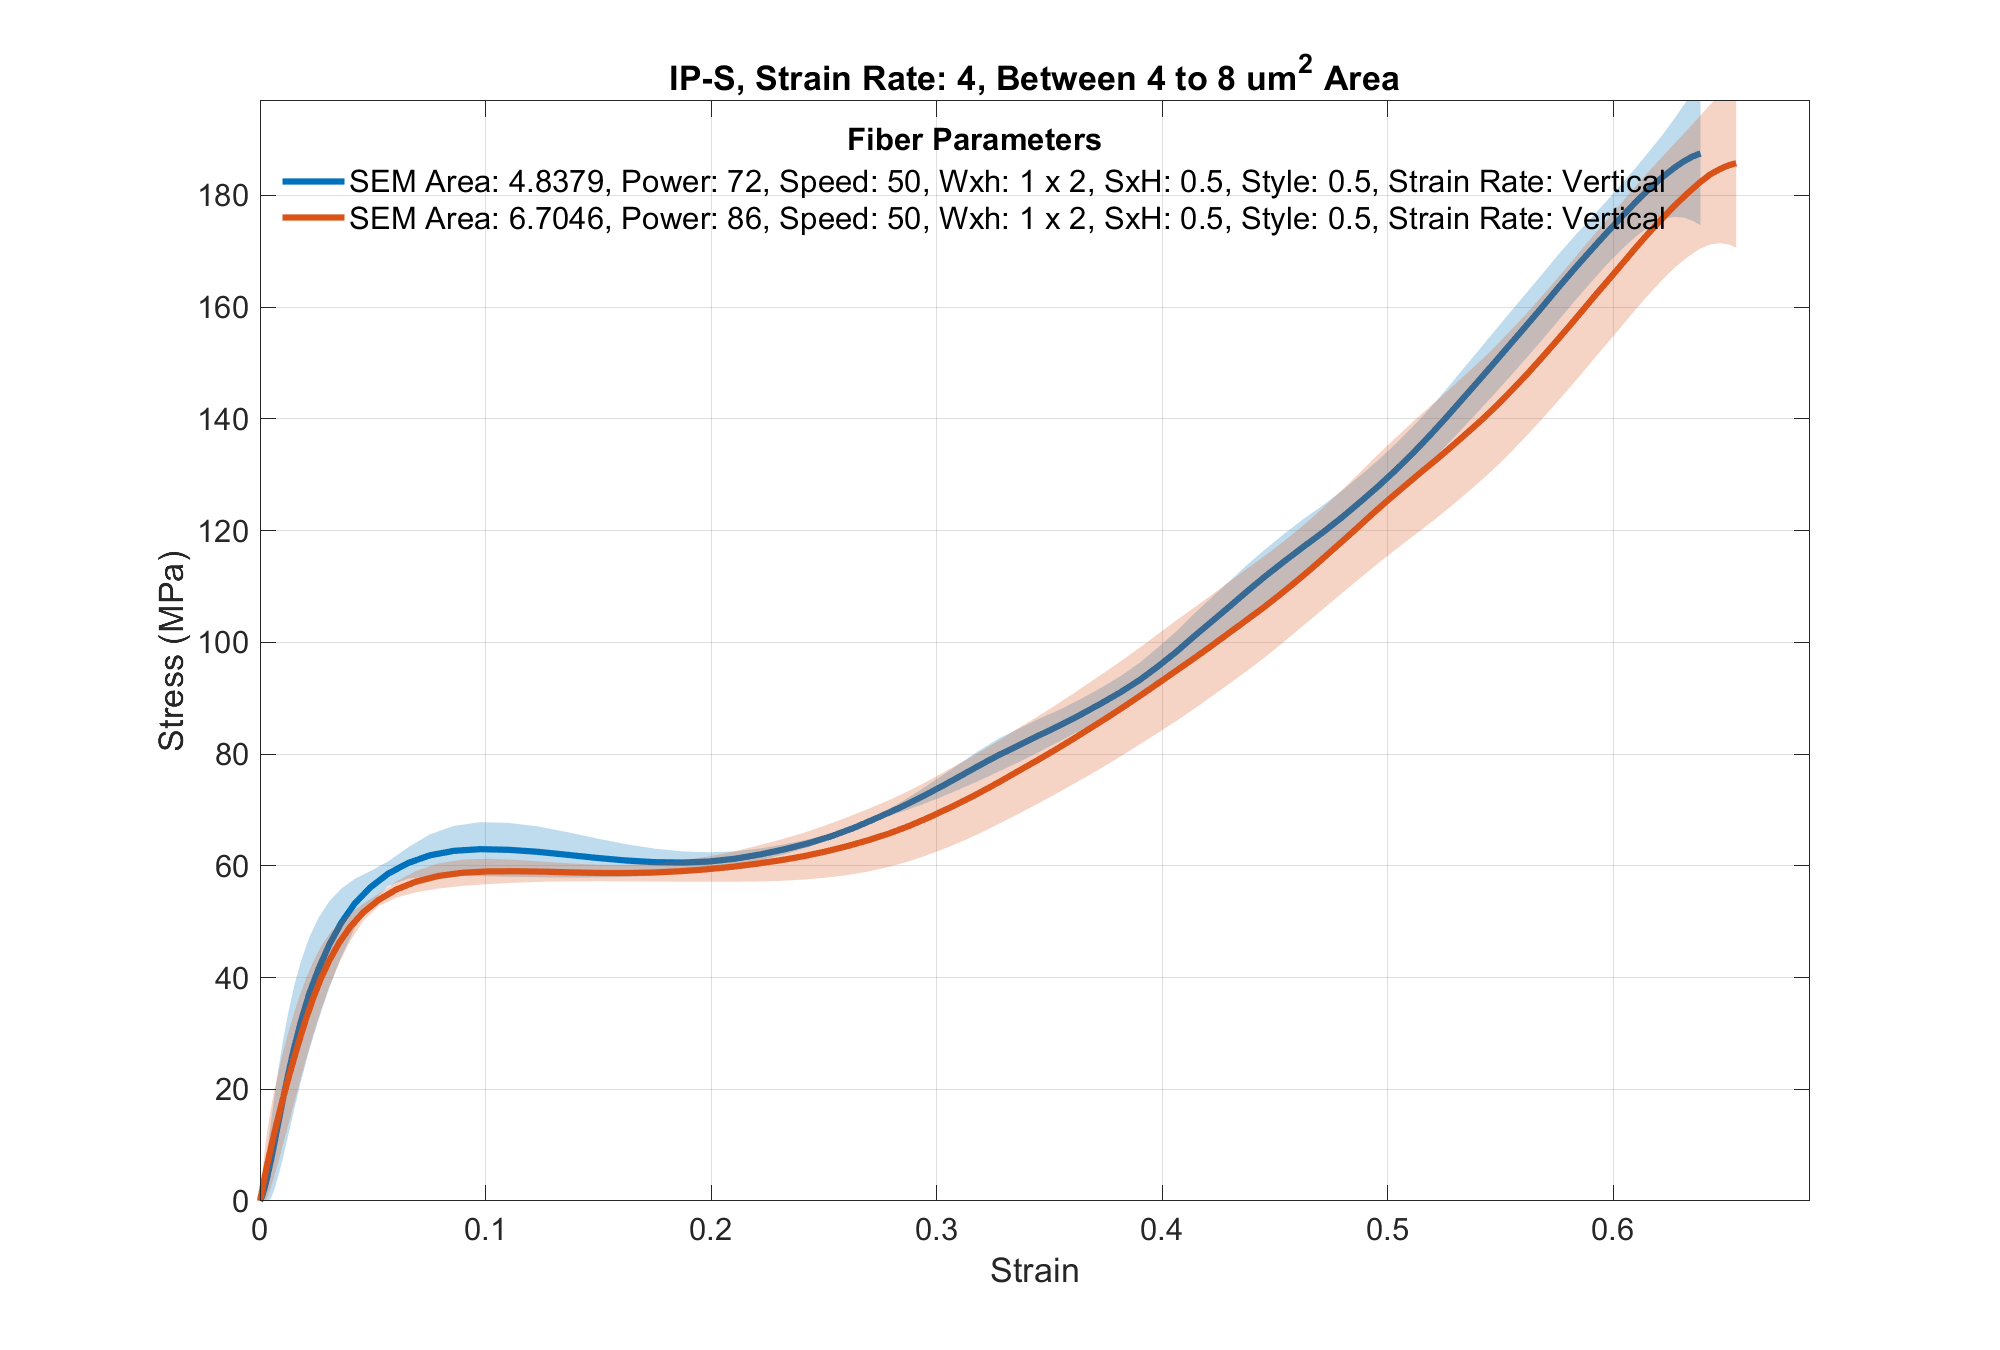 IP-S, Strain Rate: 4, Between 4 to 8 um² Area
Fiber Parameters
SEM Area: 4.8379, Power: 72, Speed: 50, Wxh: 1 x 2, SxH: 0.5, Style: 0.5, Strain Rate: Vertical
SEM Area: 6.7046, Power: 86, Speed: 50, Wxh: 1 x 2, SxH: 0.5, Style: 0.5, Strain Rate: Vertical
180
160
140
120
100
80
60
40
20
0
Stress (MPa)
0 0.1 0.2 0.3 0.4 0.5 0.6
Strain